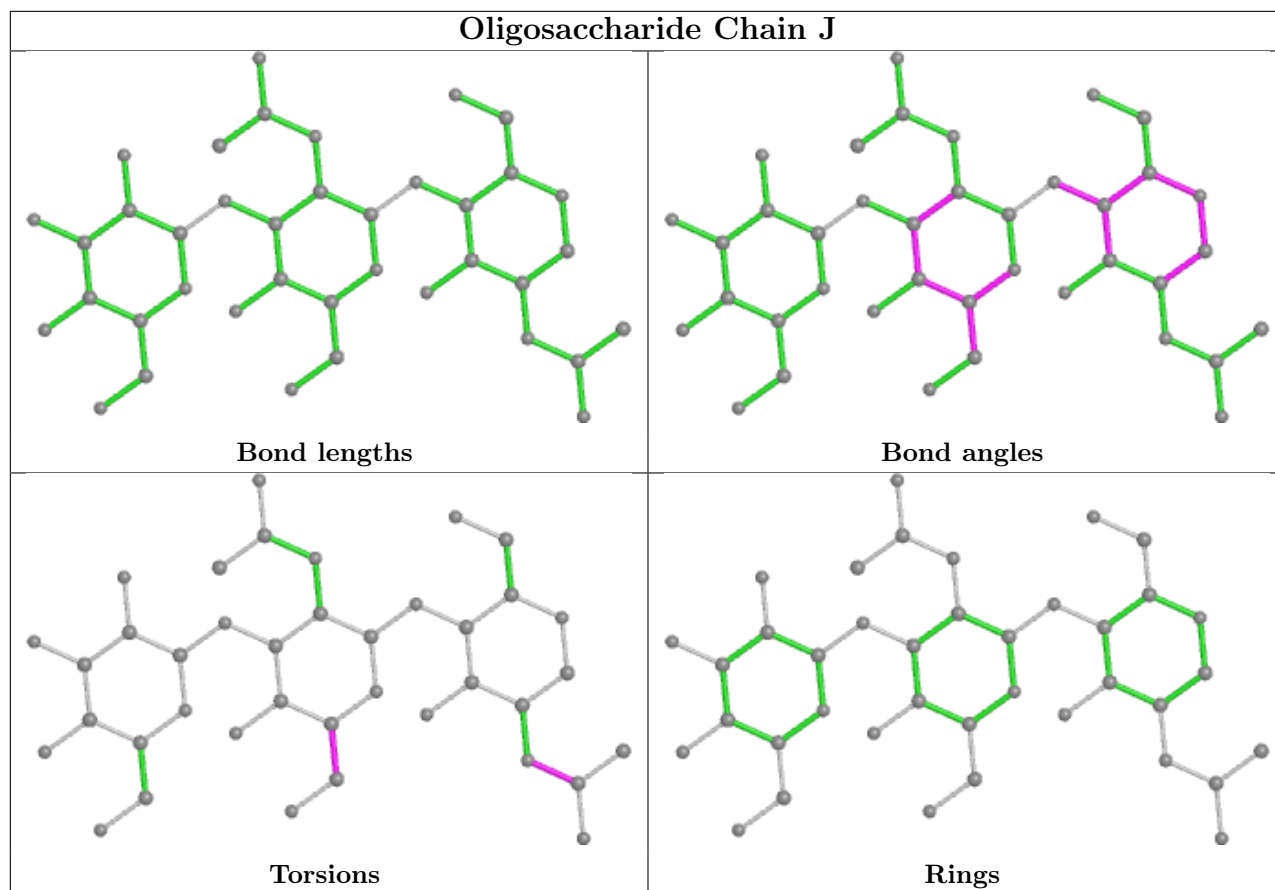 Oligosaccharide Chain J
Bond lengths
Bond angles
Torsions
Rings